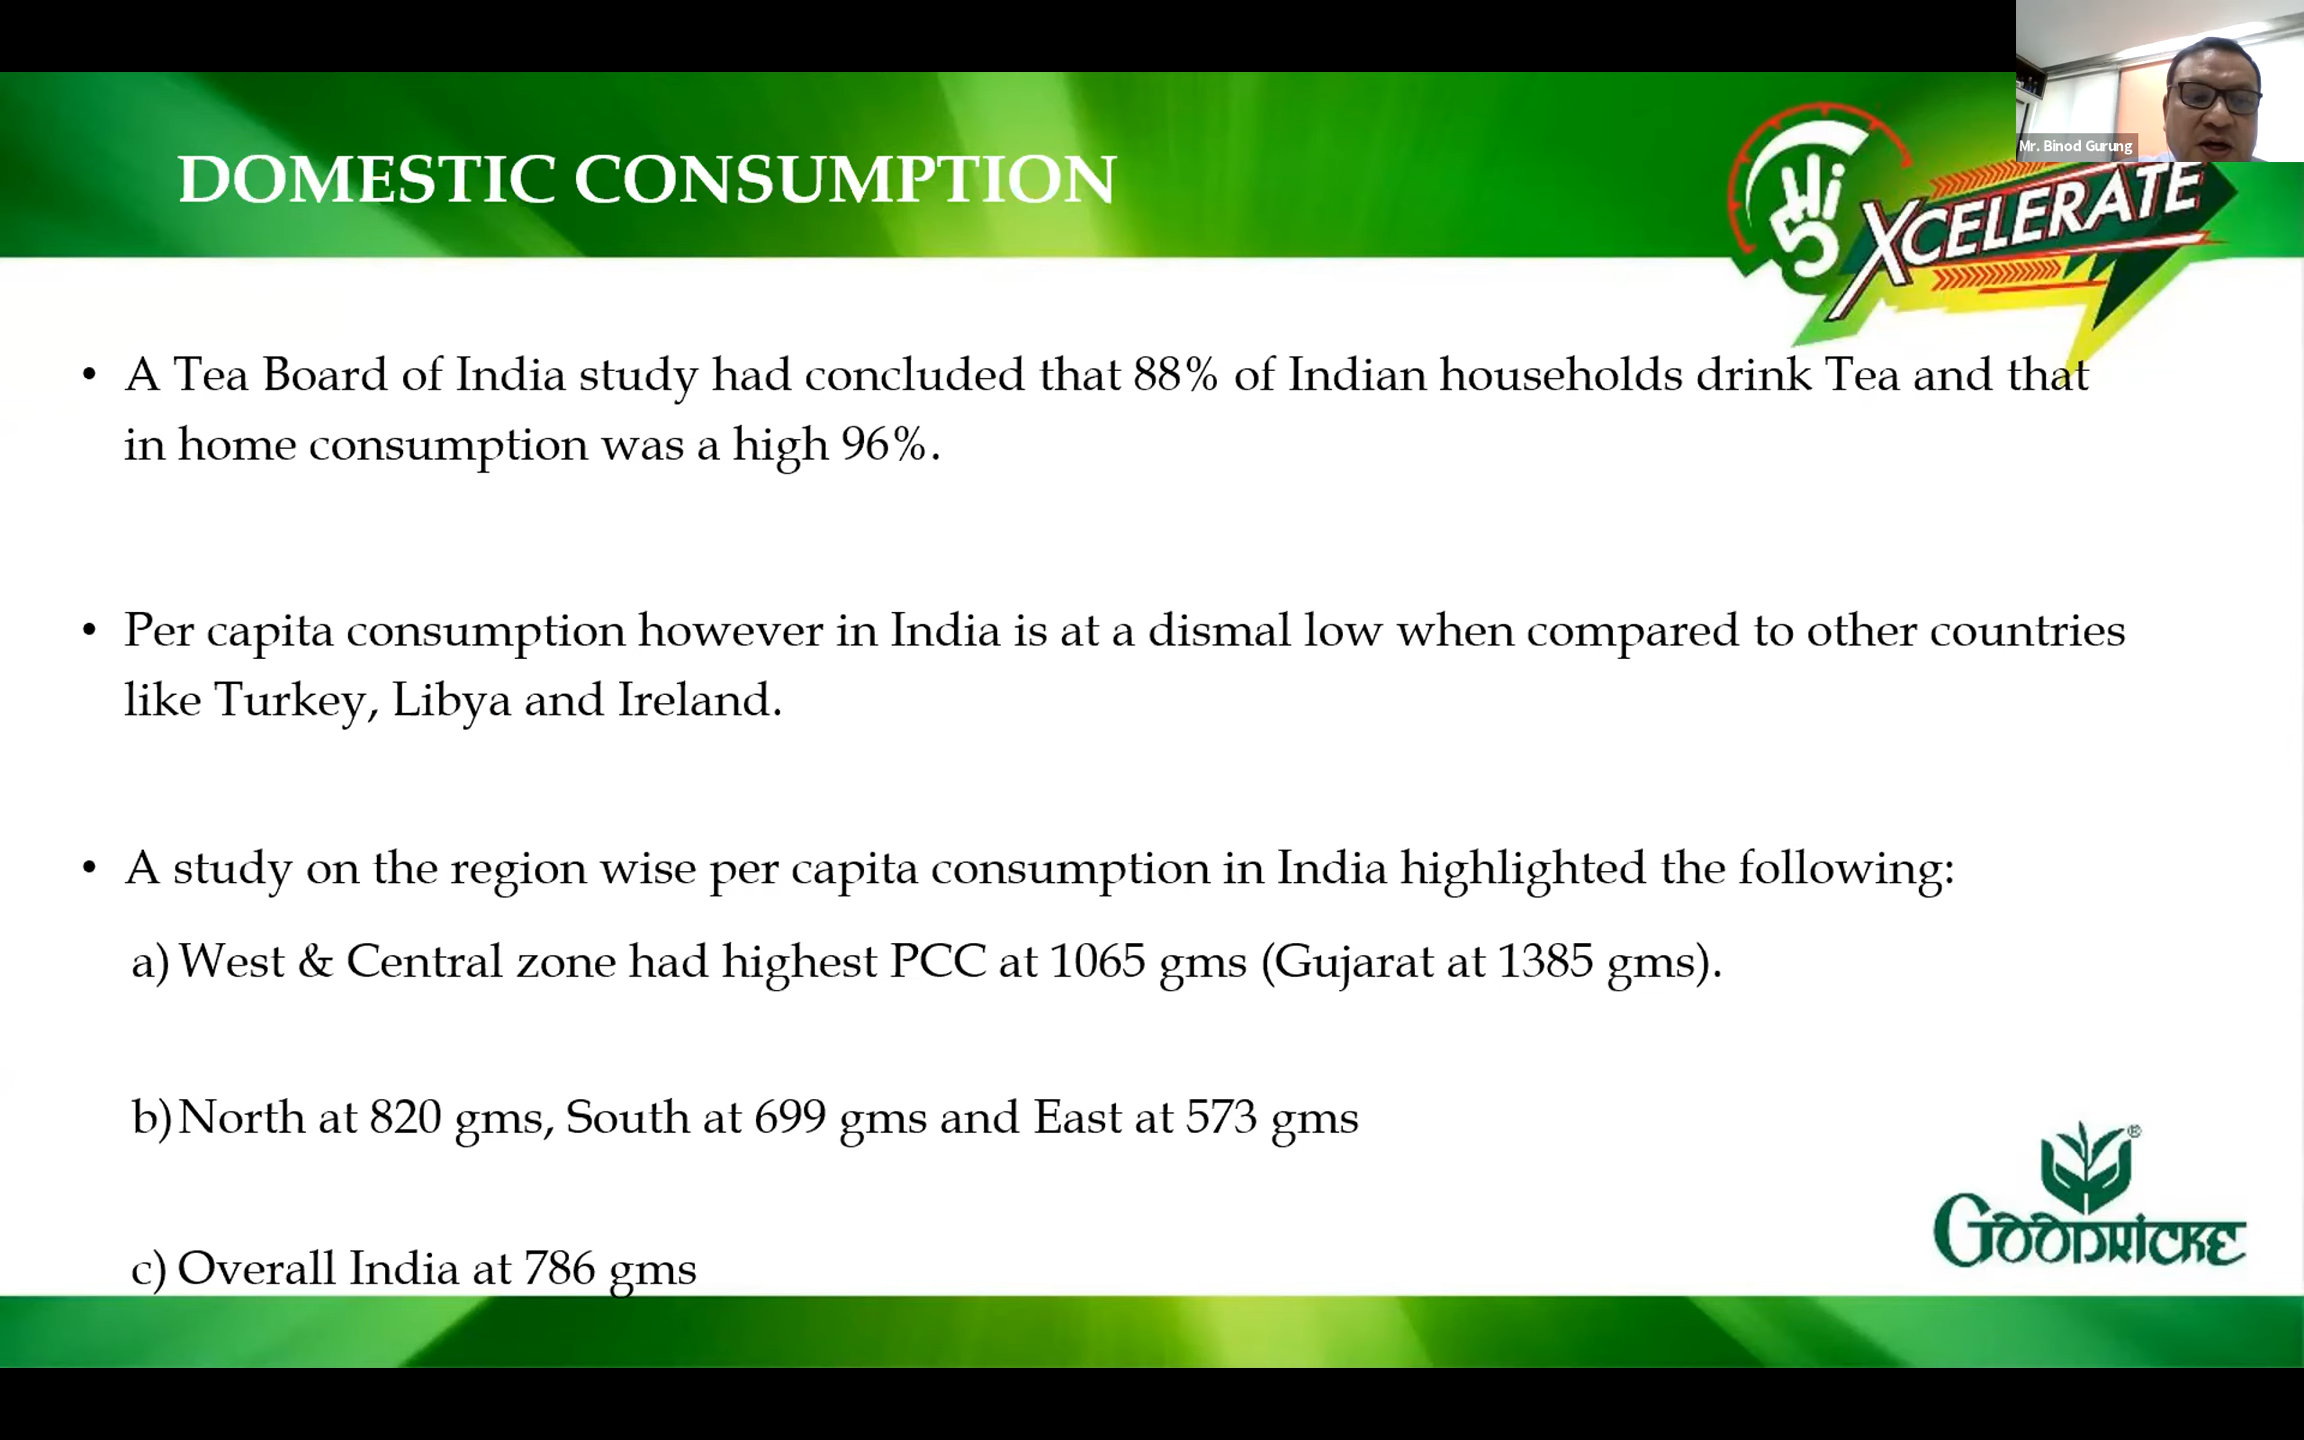 Mr. Binod Gurung
DOMESTIC CONSUMPTION
Hi
5 XCELERATE
• A Tea Board of India study had concluded that 88% of Indian households drink Tea and that
in home consumption was a high 96%.
• Per capita consumption however in India is at a dismal low when compared to other countries
like Turkey, Libya and Ireland.
• A study on the region wise per capita consumption in India highlighted the following:
a) West & Central zone had highest PCC at 1065 gms (Gujarat at 1385 gms).
b) North at 820 gms, South at 699 gms and East at 573 gms
®
GOODRICKE
c) Overall India at 786 gms